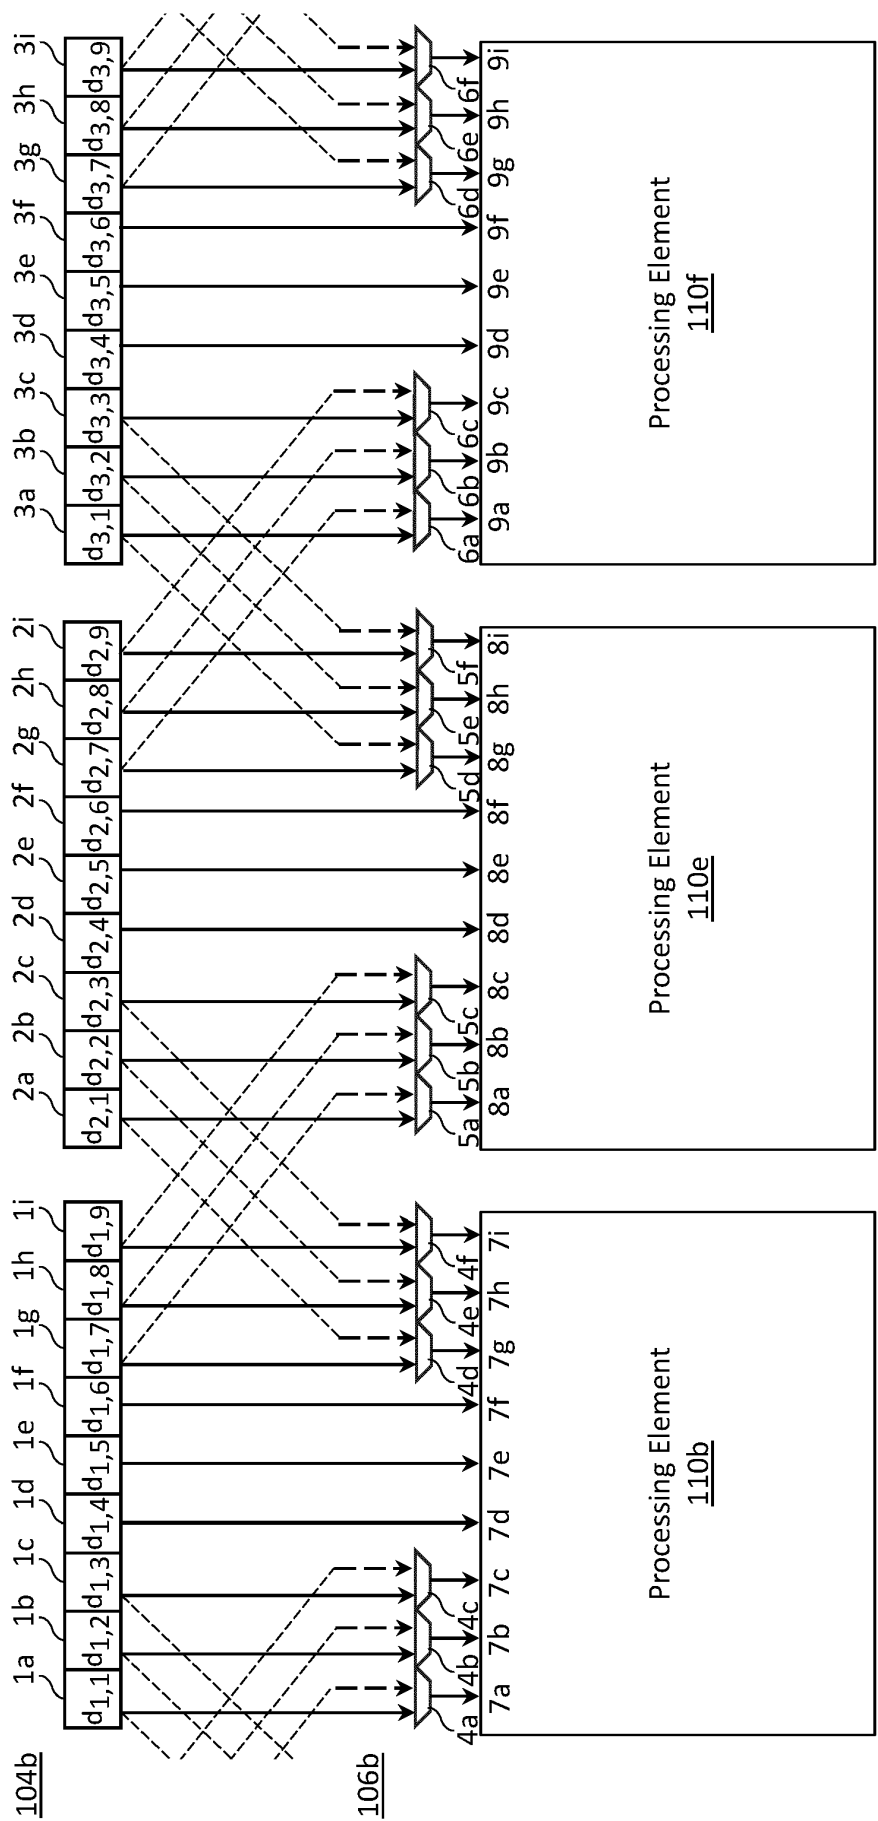 104b
1a 1b 1c 1d 1e 1f 1g 1h 1i 2a 2b 2c 2d 2e 2f 2g 2h 2i 3a 3b 3c 3d 3e 3f 3g 3h 3i
d1,1 d1,2 d1,3 d1,4 d1,5 d1,6 d1,7 d1,8 d1,9 d2,1 d2,2 d2,3 d2,4 d2,5 d2,6 d2,7 d2,8 d2,9 d3,1 d3,2 d3,3 d3,4 d3,5 d3,6 d3,7 d3,8 d3,9
106b
4a 4b 4c 4d 4e 4f 5a 5b 5c 5d 5e 5f 6a 6b 6c 6d 6e 6f
7a 7b 7c 7d 7e 7f 7g 7h 7i 8a 8b 8c 8d 8e 8f 8g 8h 8i 9a 9b 9c 9d 9e 9f 9g 9h 9i
Processing Element Processing Element Processing Element
110b 110e 110f